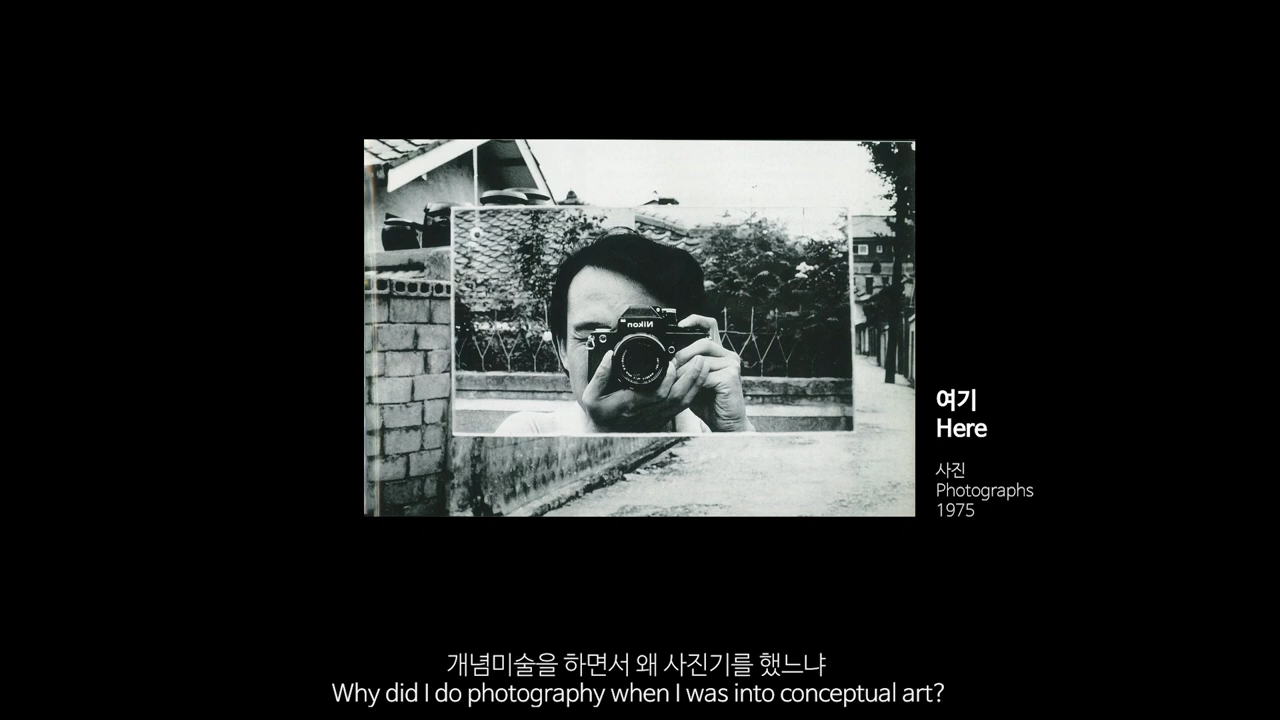 Nikon
여기
Here
사진
Photographs
1975
개념미술을 하면서 왜 사진기를 했느냐
Why did I do photography when I was into conceptual art?